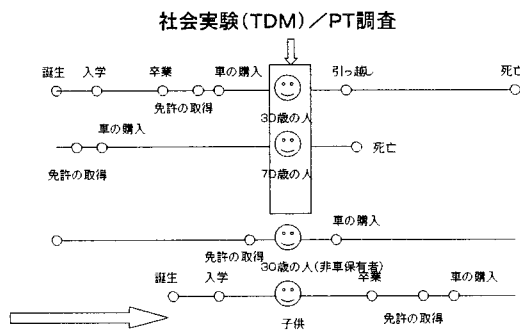 社会実験(TDM)/PT調査
誕生 入学 卒業 車の購入 引っ越し 死亡
免許の取得
30歳の人
車の購入
死亡
免許の取得
70歳の人
車の購入
免許の取得
30歳の人(非車保有者)
誕生 入学 卒業 車の購入
子供 免許の取得